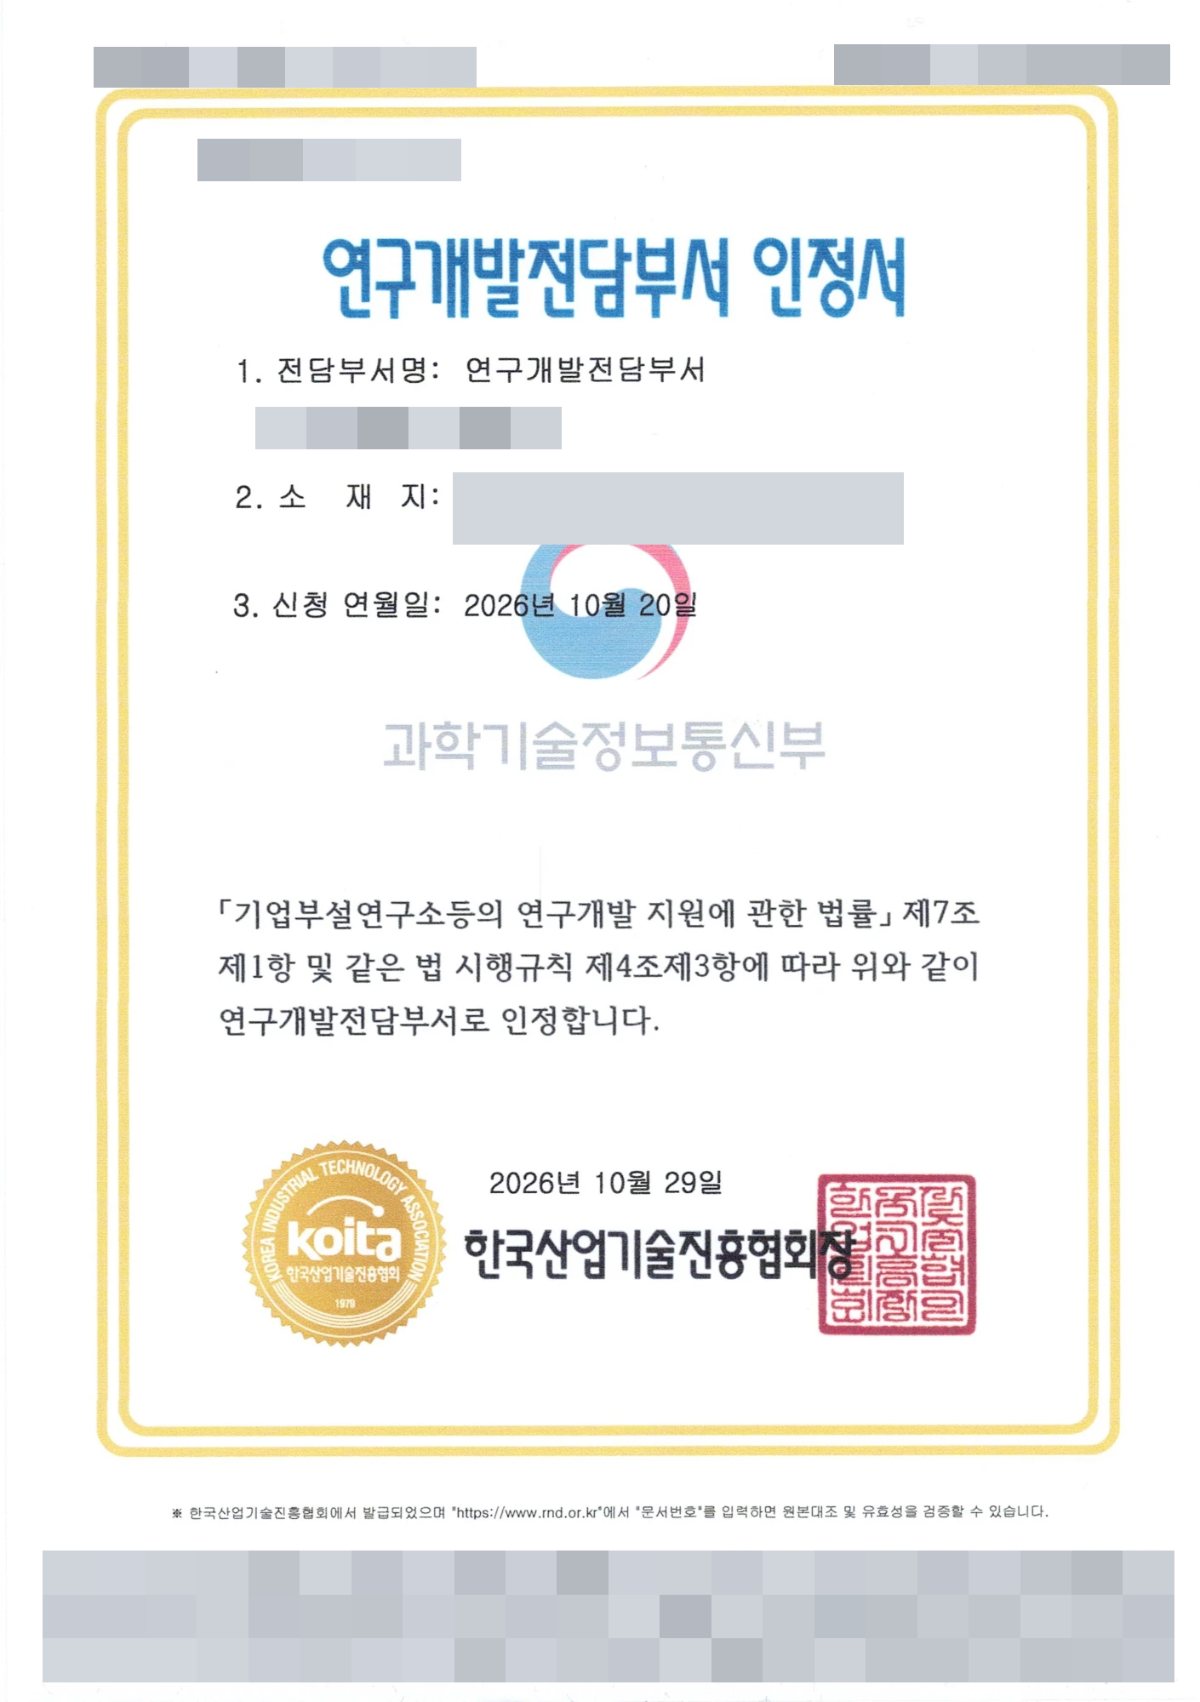 연구개발전담부서 인정서
1. 전담부서명: 연구개발전담부서
2. 소 재 지:
3. 신청 연월일: 2026년 10월 20일
과학기술정보통신부
「기업부설연구소등의 연구개발 지원에 관한 법률」 제7조
제1항 및 같은 법 시행규칙 제4조제3항에 따라 위와 같이
연구개발전담부서로 인정합니다.
KOREA INDUSTRIAL TECHNOLOGY ASSOCIATION
koita
한국산업기술진흥협회
1979
2026년 10월 29일
한국산업기술진흥협회장
※ 한국산업기술진흥협회에서 발급되었으며 "https://www.rnd.or.kr"에서 "문서번호"를 입력하면 원본대조 및 유효성을 검증할 수 있습니다.